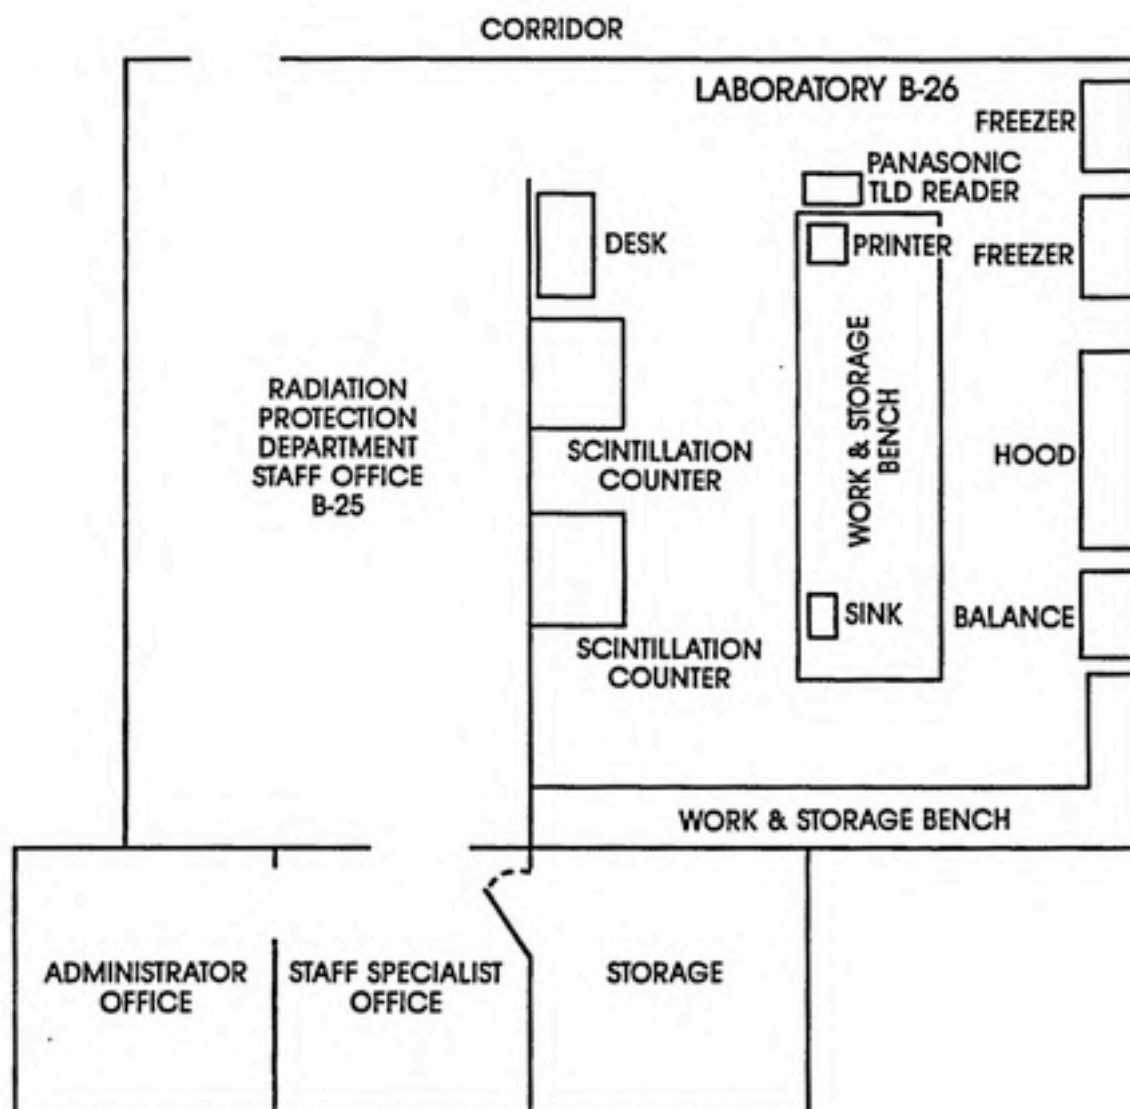 CORRIDOR
LABORATORY B-26
FREEZER
PANASONIC
TLD READER
DESK
PRINTER
FREEZER
WORK & STORAGE
BENCH
RADIATION
PROTECTION
DEPARTMENT
STAFF OFFICE
B-25
SCINTILLATION
COUNTER
HOOD
SINK
BALANCE
SCINTILLATION
COUNTER
WORK & STORAGE BENCH
ADMINISTRATOR
OFFICE
STAFF SPECIALIST
OFFICE
STORAGE